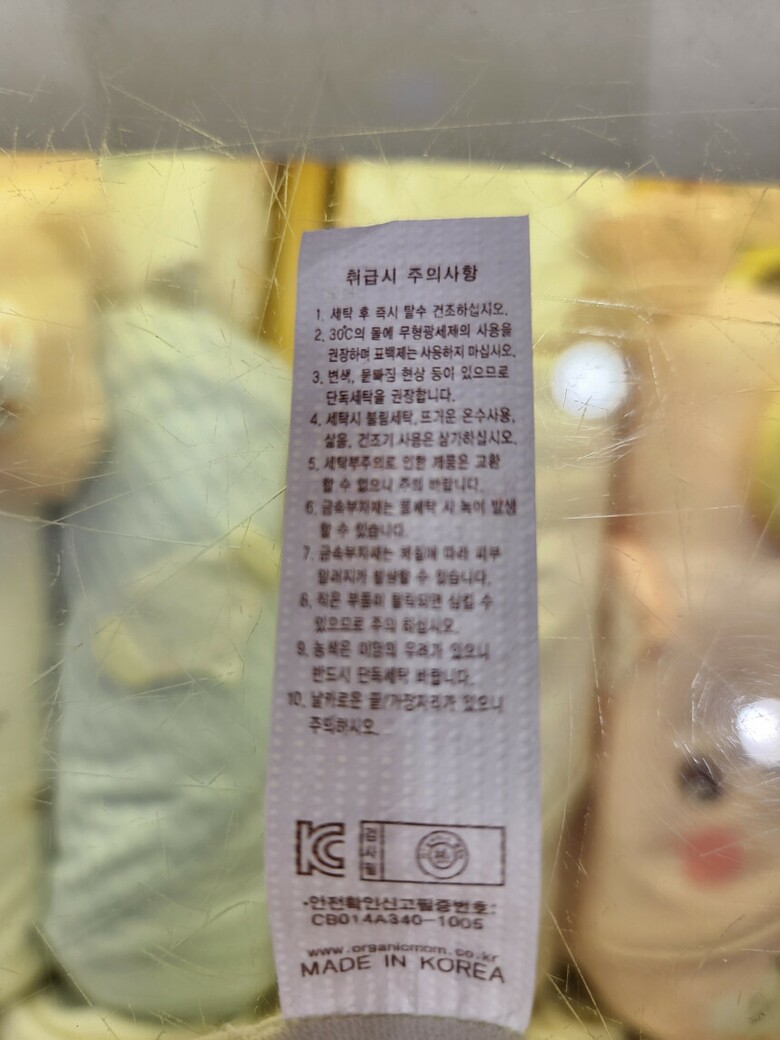 취급시 주의사항
1. 세탁 후 즉시 탈수 건조하십시오.
2. 30℃의 물에 무형광세제의 사용을
권장하며 표백제는 사용하지 마십시오.
3. 변색, 물빠짐 현상 등이 있으므로
단독세탁을 권장합니다.
4. 세탁시 불림세탁, 뜨거운 온수사용,
삶음, 건조기 사용은 삼가하십시오.
5. 세탁부주의로 인한 제품은 교환
할 수 없으니 주의 바랍니다.
6. 금속부자재는 물세탁 시 녹이 발생
할 수 있습니다.
7. 금속부자재는 체질에 따라 피부
알러지가 발생할 수 있습니다.
8. 작은 부품이 탈락되면 삼킬 수
있으므로 주의 하십시오.
9. 농색은 이염의 우려가 있으니
반드시 단독세탁 바랍니다.
10. 날카로운 끝/가장자리가 있으니
주의하시오.
KC
검사필
•안전확인신고필증번호:
CB014A340-1005
www.organicmom.co.kr
MADE IN KOREA